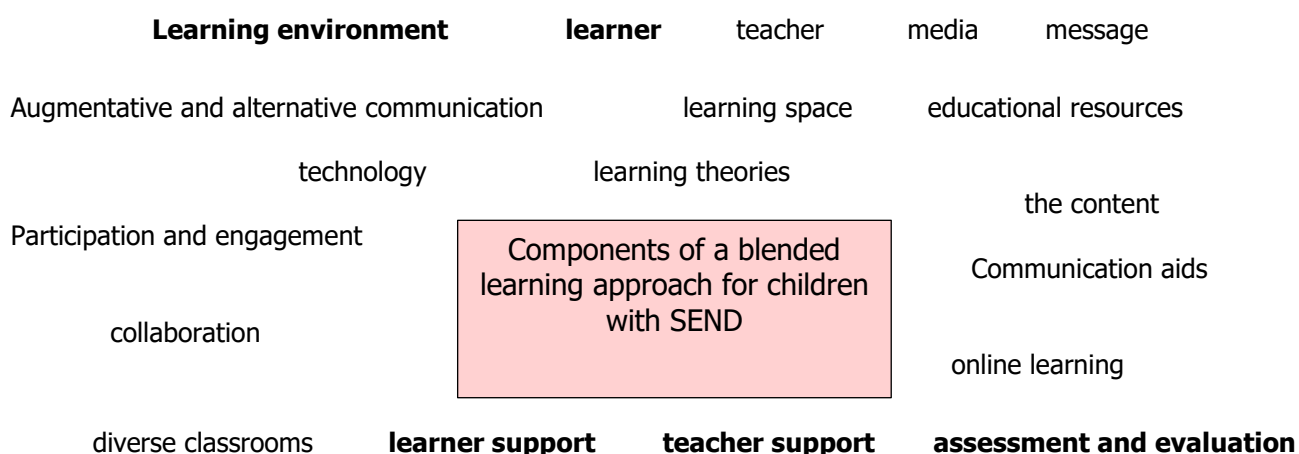 Learning environment learner teacher media message
Augmentative and alternative communication learning space educational resources
technology learning theories
the content
Participation and engagement
Components of a blended
learning approach for children
with SEND
Communication aids
collaboration
online learning
diverse classrooms learner support teacher support assessment and evaluation